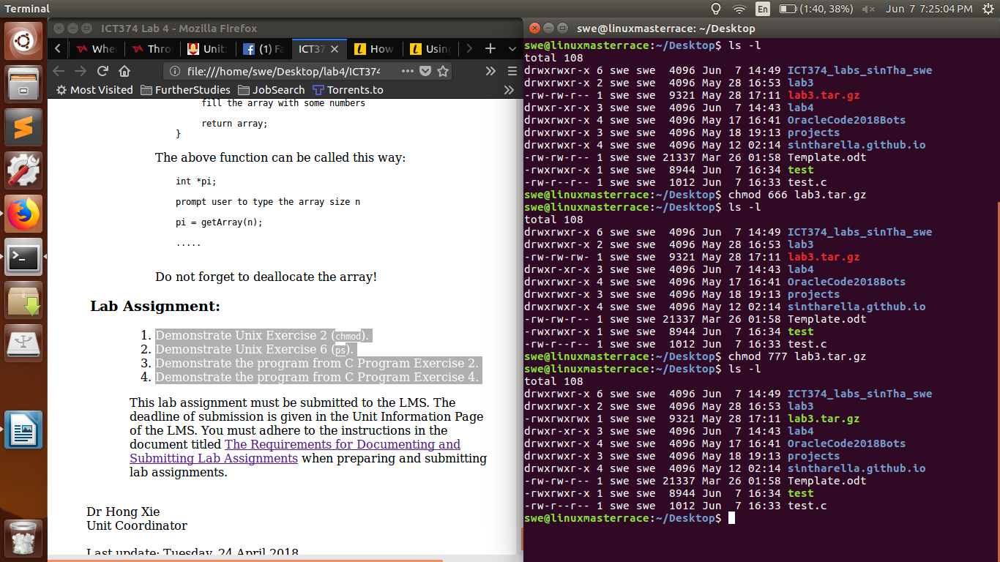 Terminal
En
(1:40, 38%)
Jun 7 7:25:04 PM
ICT374 Lab 4 - Mozilla Firefox
Whe
Thro
Unit:
(1) Fa
ICT37
How
Usin
file:///home/swe/Desktop/lab4/ICT374
Most Visited
FurtherStudies
JobSearch
Torrents.to
fill the array with some numbers
return array;
}
The above function can be called this way:
int *pi;
prompt user to type the array size n
pi = getArray(n);
.....
Do not forget to deallocate the array!
Lab Assignment:
1. Demonstrate Unix Exercise 2 (chmod).
2. Demonstrate Unix Exercise 6 (ps).
3. Demonstrate the program from C Program Exercise 2.
4. Demonstrate the program from C Program Exercise 4.
This lab assignment must be submitted to the LMS. The
deadline of submission is given in the Unit Information Page
of the LMS. You must adhere to the instructions in the
document titled The Requirements for Documenting and
Submitting Lab Assignments when preparing and submitting
lab assignments.
Dr Hong Xie
Unit Coordinator
Last update: Tuesday, 24 April 2018
swe@linuxmasterrace: ~/Desktop
swe@linuxmasterrace:~/Desktop$ ls -l
total 108
drwxrwxr-x 6 swe swe  4096 Jun  7 14:49 ICT374_labs_sinTha_swe
drwxrwxr-x 2 swe swe  4096 May 28 16:53 lab3
-rw-rw-r-- 1 swe swe  9321 May 28 17:11 lab3.tar.gz
drwxr-xr-x 3 swe swe  4096 Jun  7 14:43 lab4
drwxrwxr-x 4 swe swe  4096 May 17 16:41 OracleCode2018Bots
drwxrwxr-x 3 swe swe  4096 May 18 19:13 projects
drwxrwxr-x 4 swe swe  4096 May 12 02:14 sintharella.github.io
-rw-rw-r-- 1 swe swe 21337 Mar 26 01:58 Template.odt
-rwxrwxr-x 1 swe swe  8944 Jun  7 16:34 test
-rw-r--r-- 1 swe swe  1012 Jun  7 16:33 test.c
swe@linuxmasterrace:~/Desktop$ chmod 666 lab3.tar.gz
swe@linuxmasterrace:~/Desktop$ ls -l
total 108
drwxrwxr-x 6 swe swe  4096 Jun  7 14:49 ICT374_labs_sinTha_swe
drwxrwxr-x 2 swe swe  4096 May 28 16:53 lab3
-rw-rw-rw- 1 swe swe  9321 May 28 17:11 lab3.tar.gz
drwxr-xr-x 3 swe swe  4096 Jun  7 14:43 lab4
drwxrwxr-x 4 swe swe  4096 May 17 16:41 OracleCode2018Bots
drwxrwxr-x 3 swe swe  4096 May 18 19:13 projects
drwxrwxr-x 4 swe swe  4096 May 12 02:14 sintharella.github.io
-rw-rw-r-- 1 swe swe 21337 Mar 26 01:58 Template.odt
-rwxrwxr-x 1 swe swe  8944 Jun  7 16:34 test
-rw-r--r-- 1 swe swe  1012 Jun  7 16:33 test.c
swe@linuxmasterrace:~/Desktop$ chmod 777 lab3.tar.gz
swe@linuxmasterrace:~/Desktop$ ls -l
total 108
drwxrwxr-x 6 swe swe  4096 Jun  7 14:49 ICT374_labs_sinTha_swe
drwxrwxr-x 2 swe swe  4096 May 28 16:53 lab3
-rwxrwxrwx 1 swe swe  9321 May 28 17:11 lab3.tar.gz
drwxr-xr-x 3 swe swe  4096 Jun  7 14:43 lab4
drwxrwxr-x 4 swe swe  4096 May 17 16:41 OracleCode2018Bots
drwxrwxr-x 3 swe swe  4096 May 18 19:13 projects
drwxrwxr-x 4 swe swe  4096 May 12 02:14 sintharella.github.io
-rw-rw-r-- 1 swe swe 21337 Mar 26 01:58 Template.odt
-rwxrwxr-x 1 swe swe  8944 Jun  7 16:34 test
-rw-r--r-- 1 swe swe  1012 Jun  7 16:33 test.c
swe@linuxmasterrace:~/Desktop$